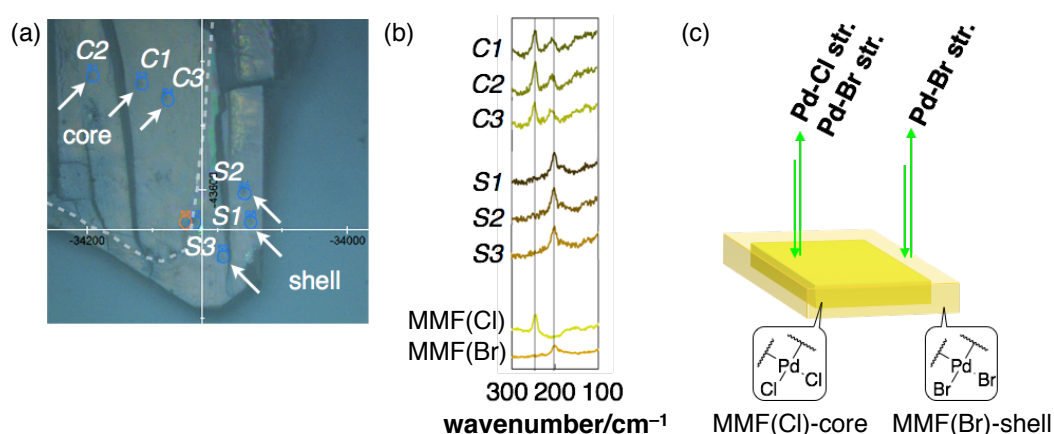 (a)
C2
C1
C3
core
S2
-43600
S1
-34200
-34000
S3
shell
(b)
C1
C2
C3
S1
S2
S3
MMF(Cl)
MMF(Br)
300 200 100
wavenumber/cm⁻¹
(c)
Pd-Cl str.
Pd-Br str.
Pd-Br str.
Pd
Cl
Cl
Pd
Br
Br
MMF(Cl)-core
MMF(Br)-shell